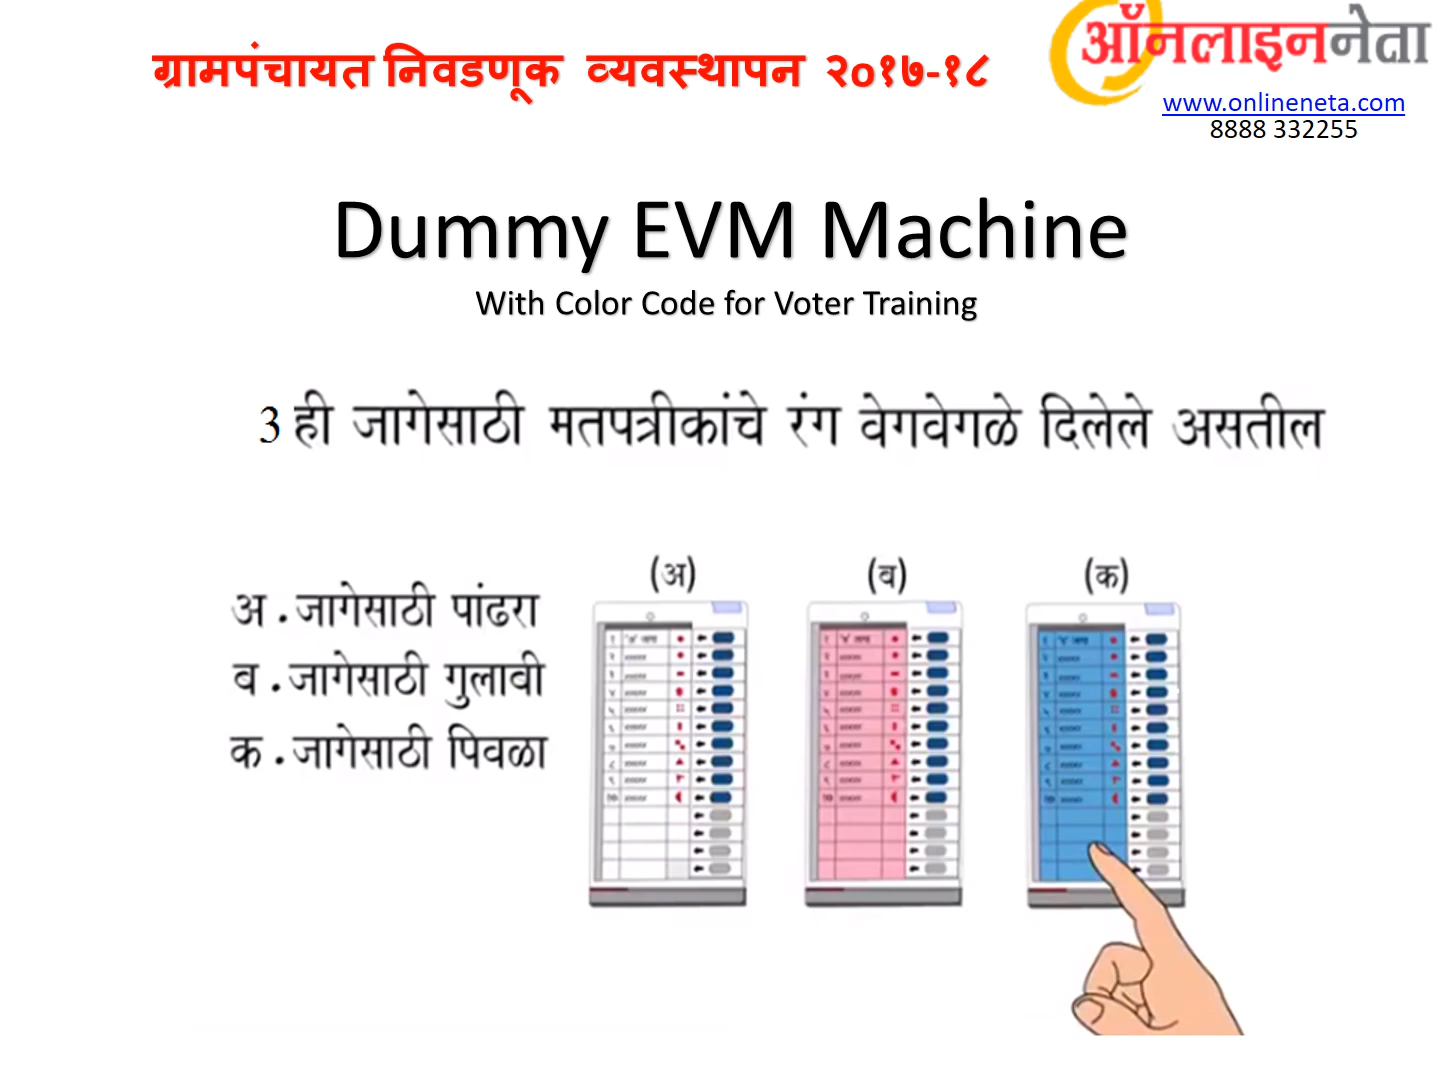 ग्रामपंचायत निवडणूक व्यवस्थापन २०१७-१८
ऑनलाइननेता
www.onlineneta.com
8888 332255
Dummy EVM Machine
With Color Code for Voter Training
3 ही जागेसाठी मतपत्रीकांचे रंग वेगवेगळे दिलेले असतील
अ . जागेसाठी पांढरा
व . जागेसाठी गुलावी
क . जागेसाठी पिवळा
(अ) (व) (क)